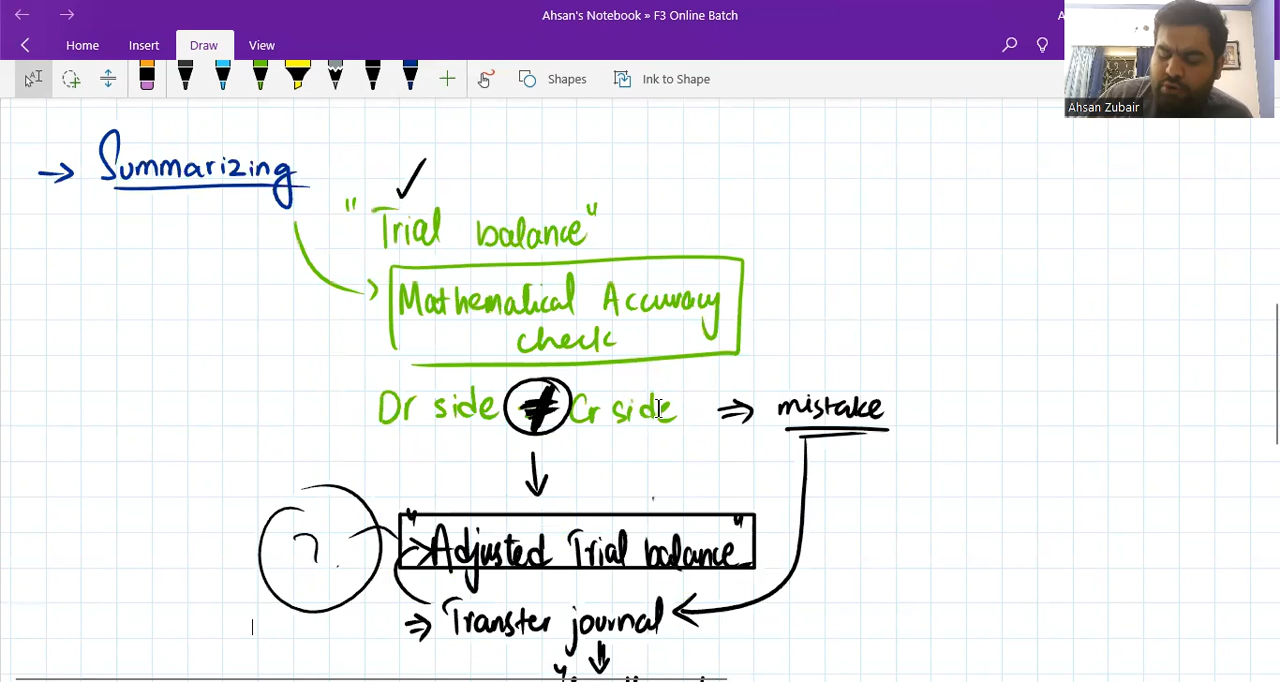 Ahsan's Notebook » F3 Online Batch
A
Home Insert Draw View
Shapes Ink to Shape
Ahsan Zubair
→ Summarizing
"Trial balance"
Mathematical Accuracy
check
Dr side ≠ Cr side ⇒ mistake
?
"Adjusted Trial balance"
⇒ Transfer journal